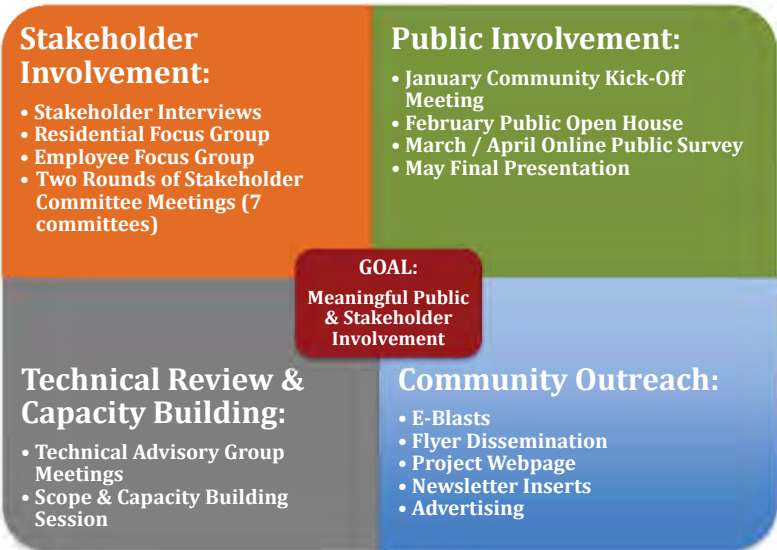 Stakeholder
Involvement:
• Stakeholder Interviews
• Residential Focus Group
• Employee Focus Group
• Two Rounds of Stakeholder
Committee Meetings (7
committees)
Public Involvement:
• January Community Kick-Off
Meeting
• February Public Open House
• March / April Online Public Survey
• May Final Presentation
GOAL:
Meaningful Public
& Stakeholder
Involvement
Technical Review &
Capacity Building:
• Technical Advisory Group
Meetings
• Scope & Capacity Building
Session
Community Outreach:
• E-Blasts
• Flyer Dissemination
• Project Webpage
• Newsletter Inserts
• Advertising